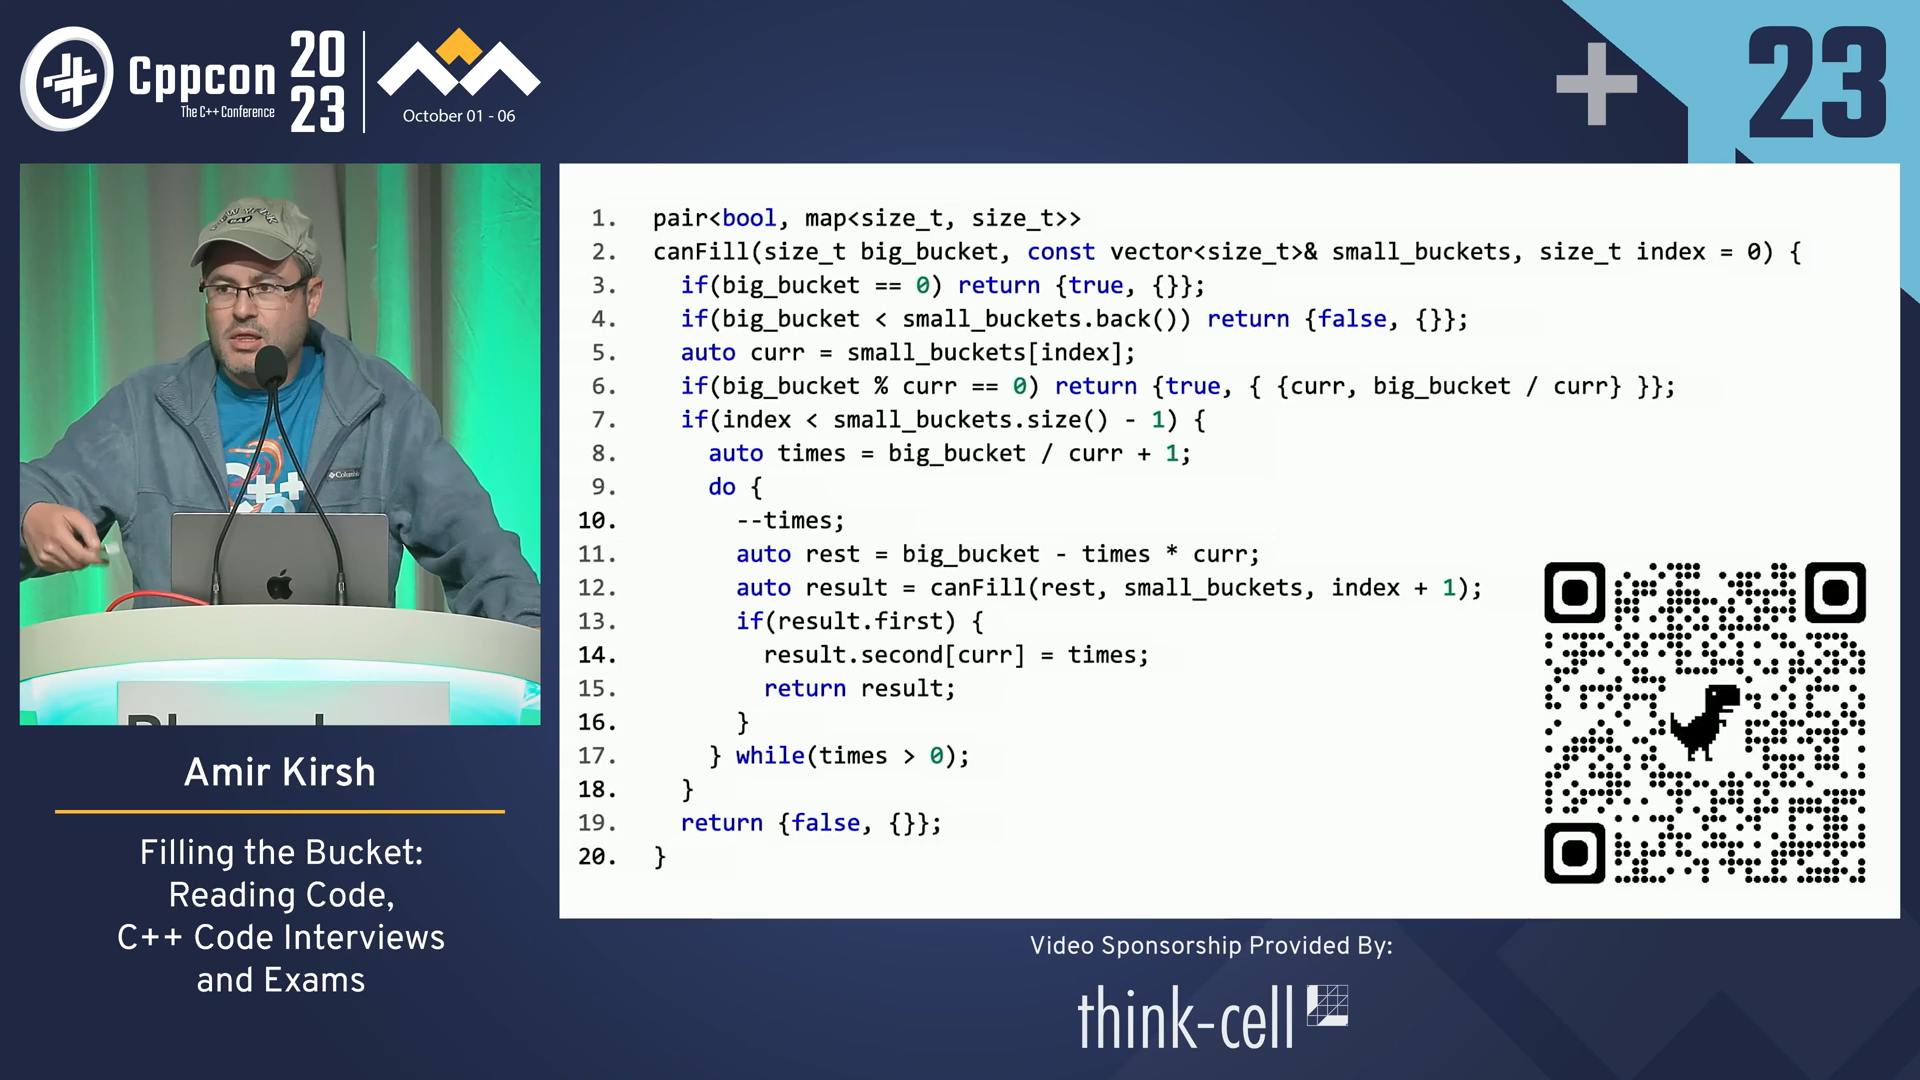 Cppcon
The C++ Conference
20
23
October 01 - 06
23
NEW YORK
Columbia
1. pair<bool, map<size_t, size_t>>
2. canFill(size_t big_bucket, const vector<size_t>& small_buckets, size_t index = 0) {
3. if(big_bucket == 0) return {true, {}};
4. if(big_bucket < small_buckets.back()) return {false, {}};
5. auto curr = small_buckets[index];
6. if(big_bucket % curr == 0) return {true, { {curr, big_bucket / curr} }};
7. if(index < small_buckets.size() - 1) {
8. auto times = big_bucket / curr + 1;
9. do {
10. --times;
11. auto rest = big_bucket - times * curr;
12. auto result = canFill(rest, small_buckets, index + 1);
13. if(result.first) {
14. result.second[curr] = times;
15. return result;
16. }
17. } while(times > 0);
18. }
19. return {false, {}};
20. }
Amir Kirsh
Filling the Bucket:
Reading Code,
C++ Code Interviews
and Exams
Video Sponsorship Provided By:
think-cell